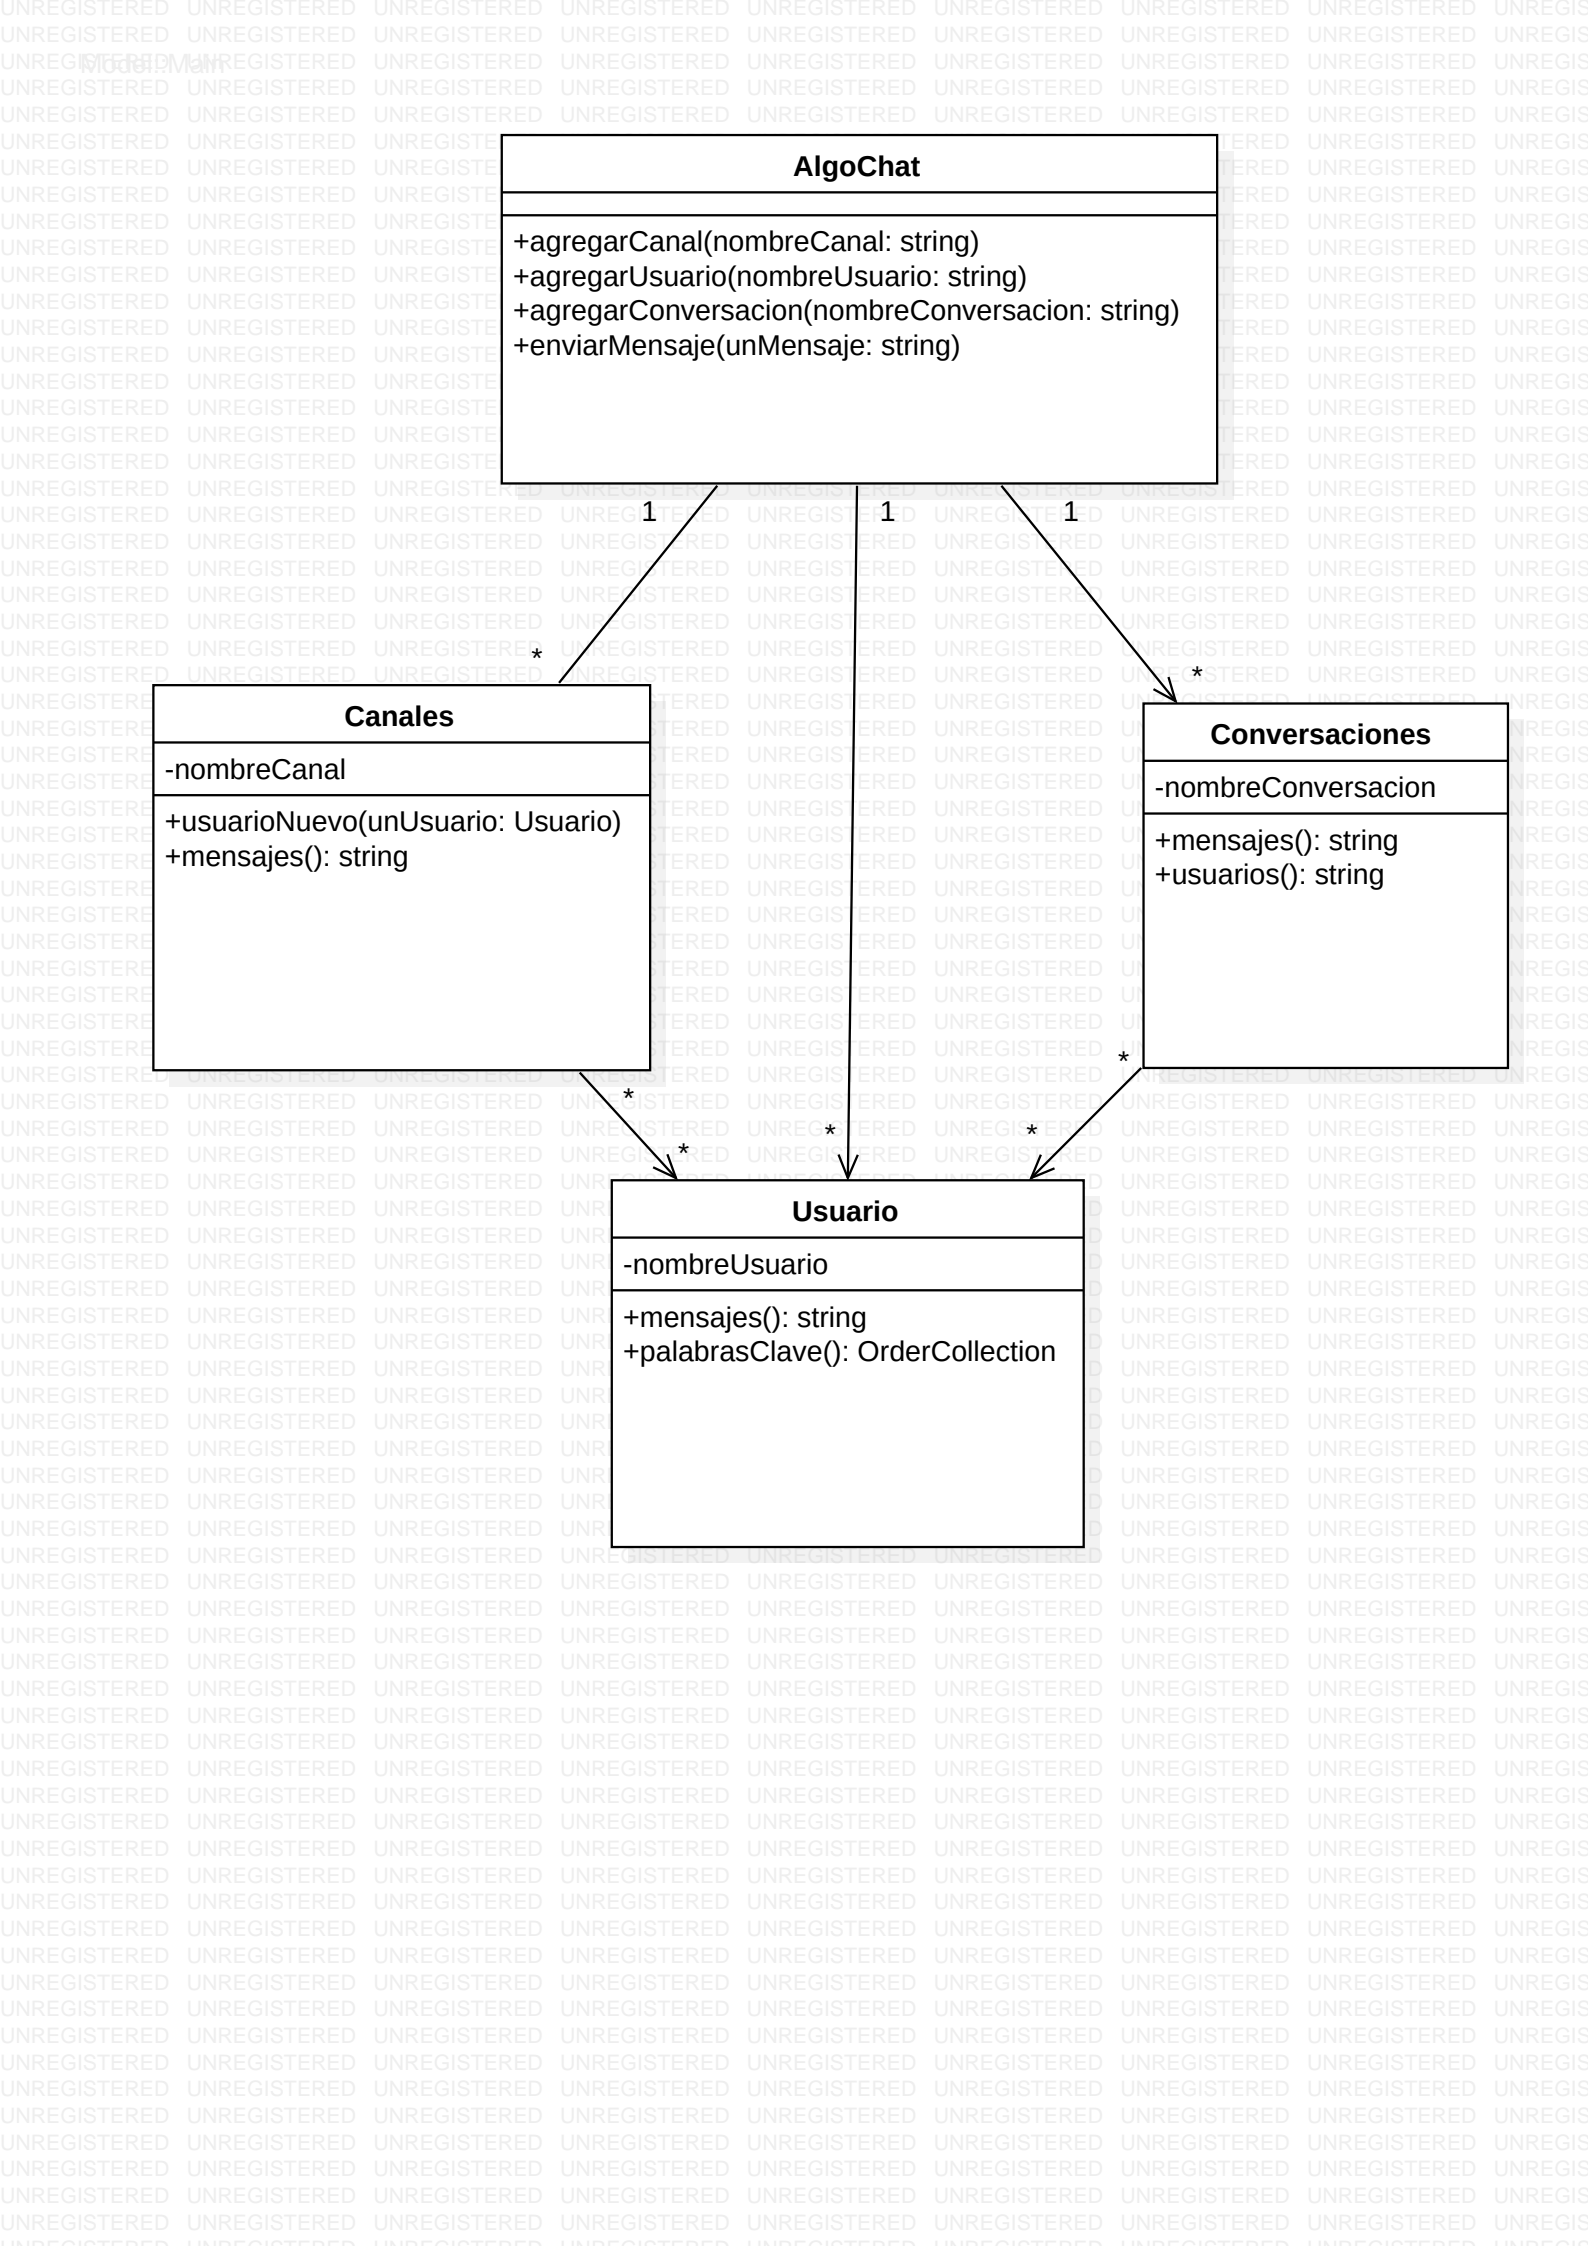 Model::Main
AlgoChat
+agregarCanal(nombreCanal: string)
+agregarUsuario(nombreUsuario: string)
+agregarConversacion(nombreConversacion: string)
+enviarMensaje(unMensaje: string)
1
1
1
*
*
Canales
-nombreCanal
+usuarioNuevo(unUsuario: Usuario)
+mensajes(): string
Conversaciones
-nombreConversacion
+mensajes(): string
+usuarios(): string
*
*
*
*
*
Usuario
-nombreUsuario
+mensajes(): string
+palabrasClave(): OrderCollection
UNREGISTERED